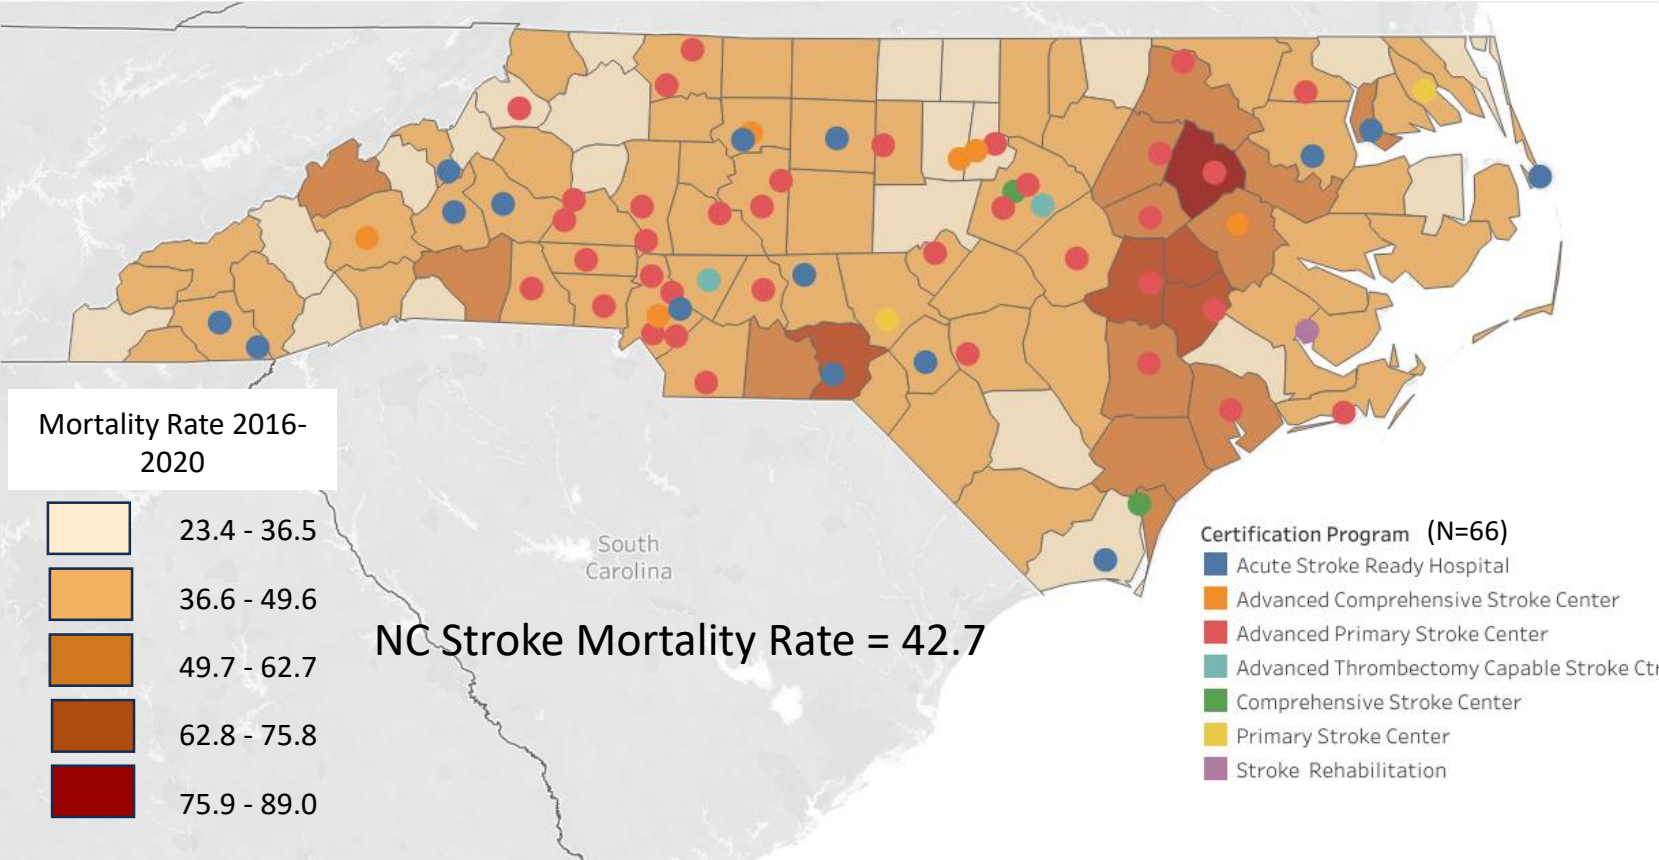 Mortality Rate 2016-
2020
23.4 - 36.5
36.6 - 49.6
49.7 - 62.7
62.8 - 75.8
75.9 - 89.0
South
Carolina
NC Stroke Mortality Rate = 42.7
Certification Program (N=66)
Acute Stroke Ready Hospital
Advanced Comprehensive Stroke Center
Advanced Primary Stroke Center
Advanced Thrombectomy Capable Stroke Ctr
Comprehensive Stroke Center
Primary Stroke Center
Stroke Rehabilitation